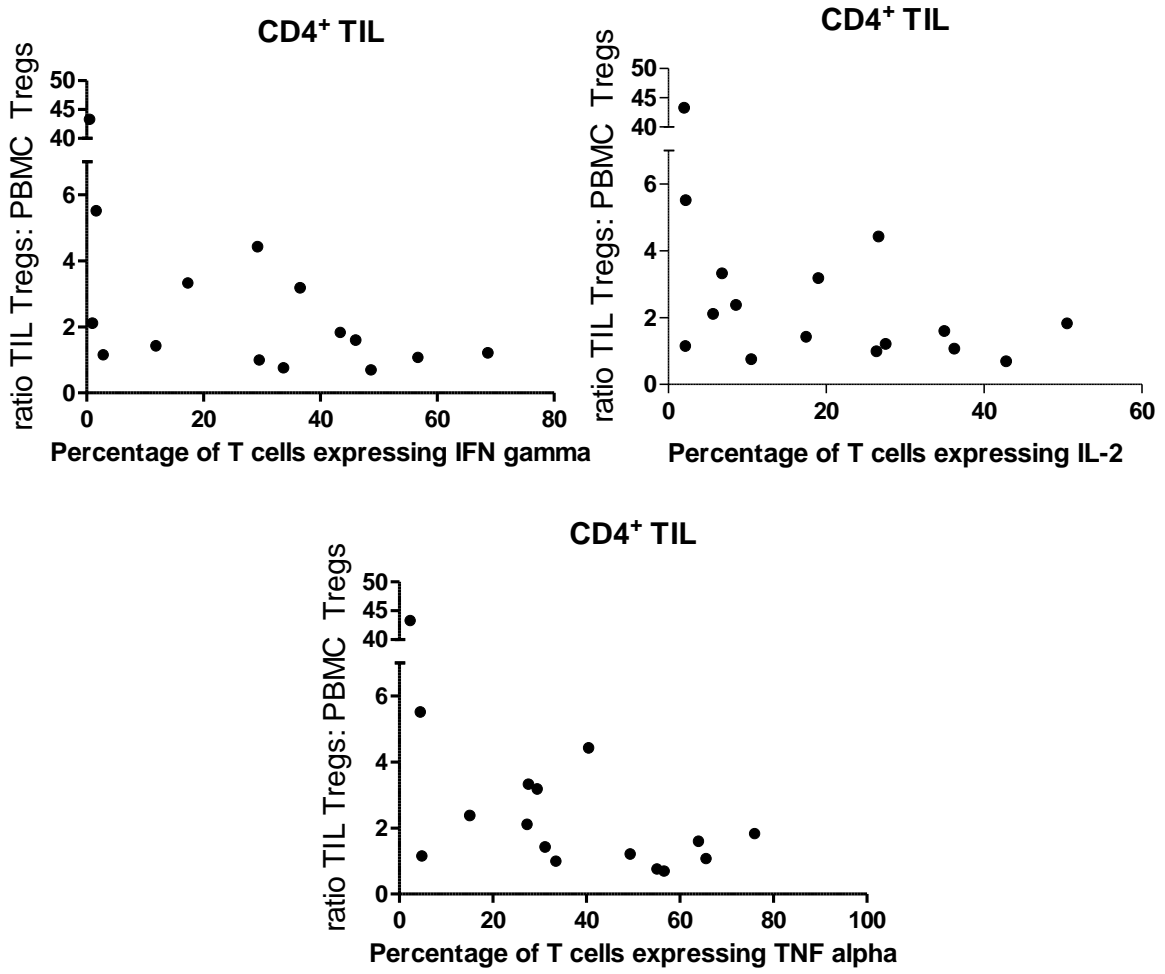 CD4+ TIL
ratio TIL Tregs: PBMC Tregs
50
45
40
6
4
2
0
0 20 40 60 80
Percentage of T cells expressing IFN gamma
CD4+ TIL
ratio TIL Tregs: PBMC Tregs
50
45
40
6
4
2
0
0 20 40 60
Percentage of T cells expressing IL-2
CD4+ TIL
ratio TIL Tregs: PBMC Tregs
50
45
40
6
4
2
0
0 20 40 60 80 100
Percentage of T cells expressing TNF alpha